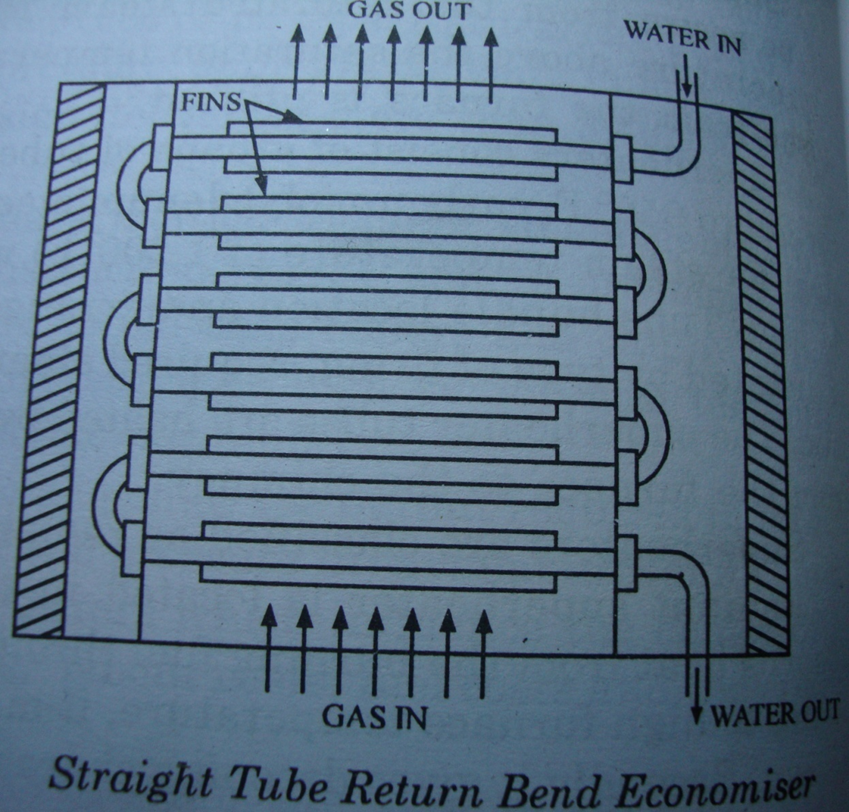 GAS OUT
WATER IN
FINS
GAS IN
WATER OUT
Straight Tube Return Bend Economiser